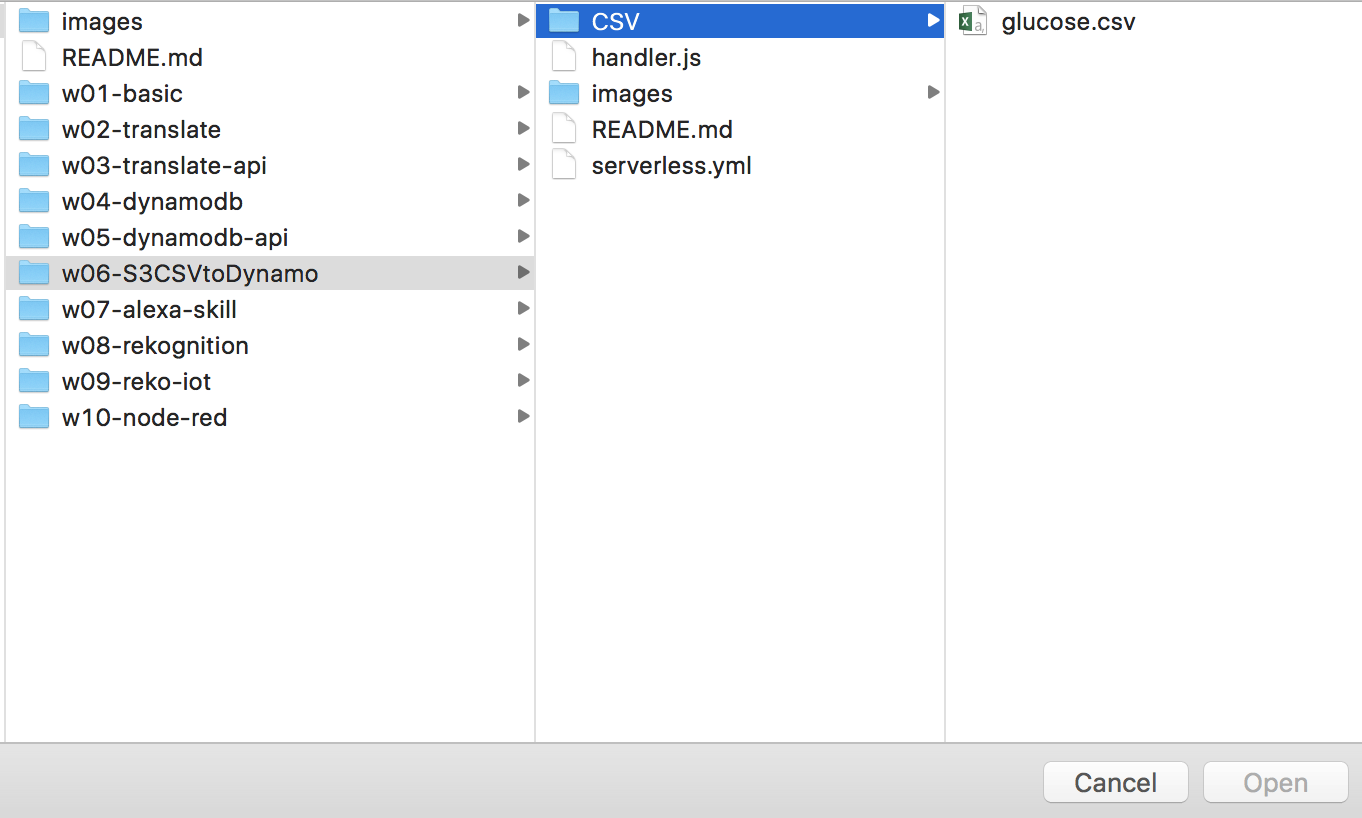 images
README.md
w01-basic
w02-translate
w03-translate-api
w04-dynamodb
w05-dynamodb-api
w06-S3CSVtoDynamo
w07-alexa-skill
w08-rekognition
w09-reko-iot
w10-node-red
CSV
handler.js
images
README.md
serverless.yml
glucose.csv
Cancel
Open